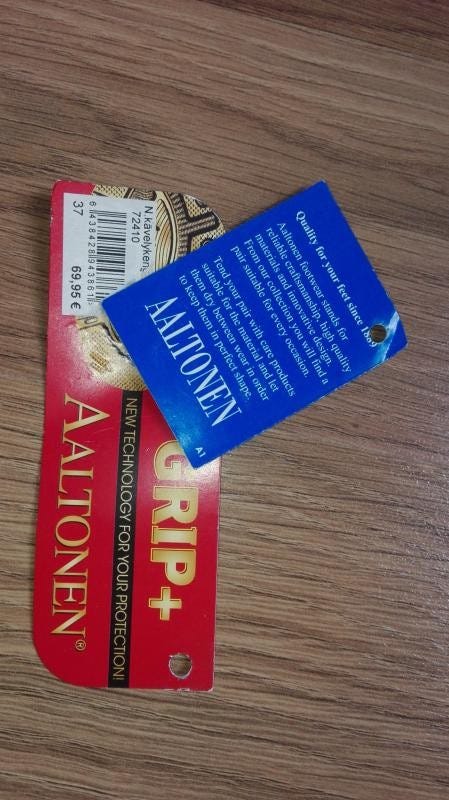 N.kävelyken
72410
6438428943861
37
69,95 €
GRIP+
NEW TECHNOLOGY FOR YOUR PROTECTION!
AALTONEN®
Quality for your feet since 1889
Aaltonen footwear stands for
reliable craftsmanship, high quality
materials and innovative design.
From our collection you will find a
pair suitable for every occasion.
Tend your pair with care products
suitable for the material and let
them dry between wear in order
to keep them in perfect shape.
AALTONEN
A1